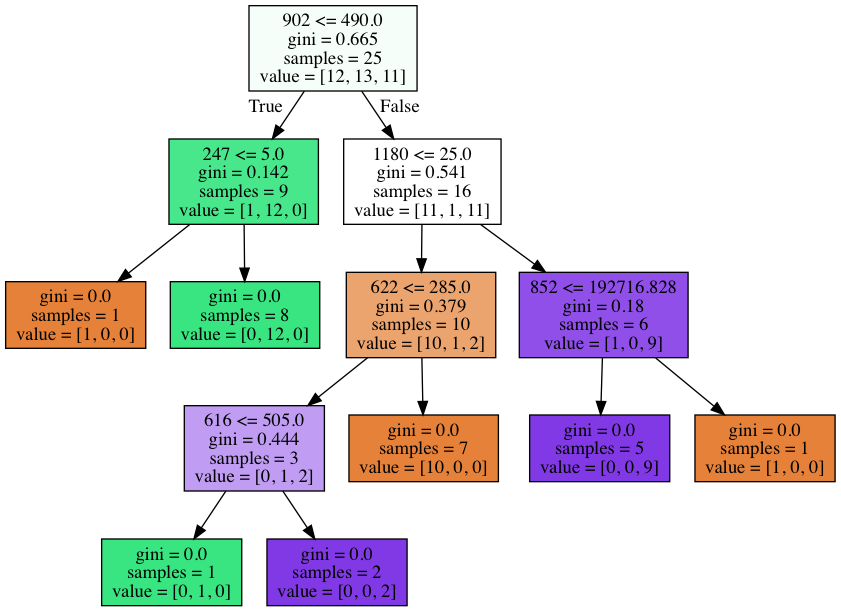 902 <= 490.0
gini = 0.665
samples = 25
value = [12, 13, 11]
True
False
247 <= 5.0
gini = 0.142
samples = 9
value = [1, 12, 0]
1180 <= 25.0
gini = 0.541
samples = 16
value = [11, 1, 11]
gini = 0.0
samples = 1
value = [1, 0, 0]
gini = 0.0
samples = 8
value = [0, 12, 0]
622 <= 285.0
gini = 0.379
samples = 10
value = [10, 1, 2]
852 <= 192716.828
gini = 0.18
samples = 6
value = [1, 0, 9]
616 <= 505.0
gini = 0.444
samples = 3
value = [0, 1, 2]
gini = 0.0
samples = 7
value = [10, 0, 0]
gini = 0.0
samples = 5
value = [0, 0, 9]
gini = 0.0
samples = 1
value = [1, 0, 0]
gini = 0.0
samples = 1
value = [0, 1, 0]
gini = 0.0
samples = 2
value = [0, 0, 2]